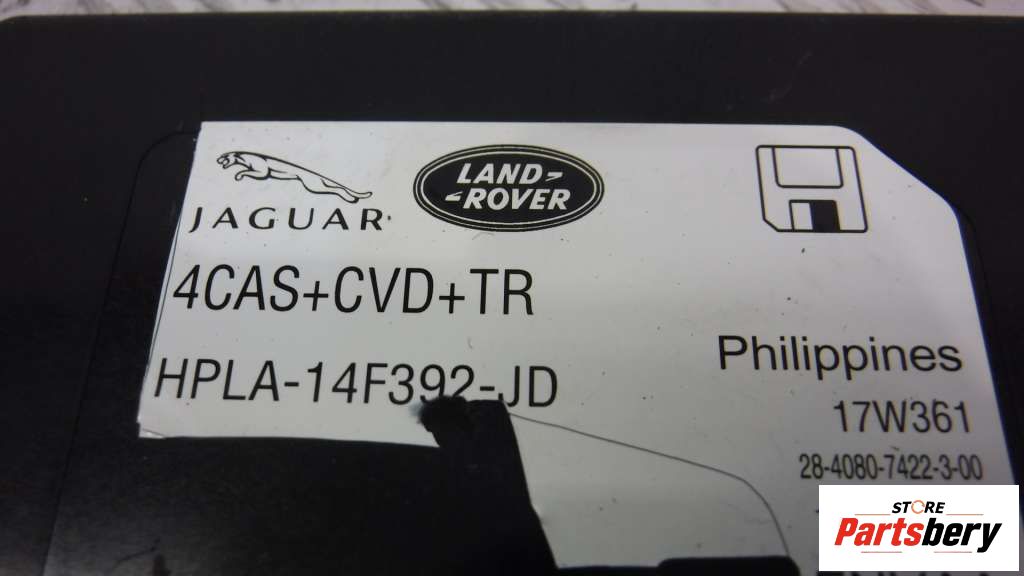 JAGUAR
LAND-
-ROVER
4CAS+CVD+TR
HPLA-14F392-JD
Philippines
17W361
28-4080-7422-3-00
STORE
Partsbery